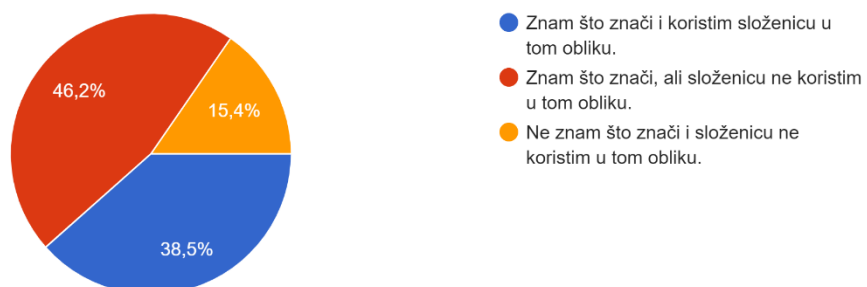 46,2%
15,4%
38,5%
Znam što znači i koristim složenicu u
tom obliku.
Znam što znači, ali složenicu ne koristim
u tom obliku.
Ne znam što znači i složenicu ne
koristim u tom obliku.